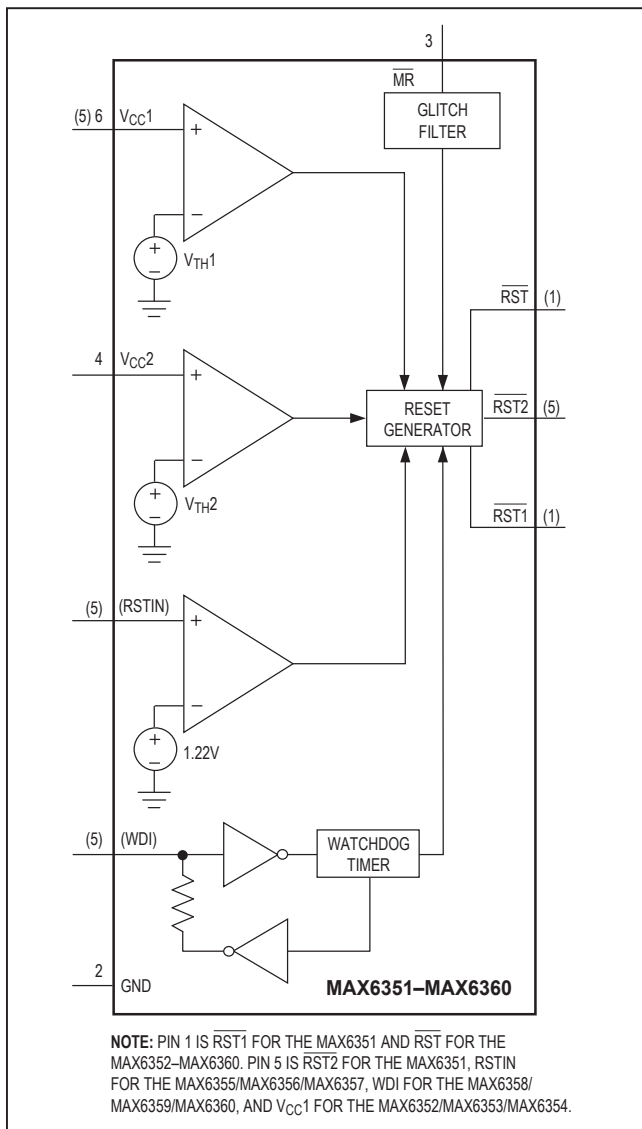 3
MR
GLITCH
FILTER
(5) 6 VCC1
+
−
+
−
VTH1
RST (1)
4 VCC2
+
−
RESET
GENERATOR
RST2 (5)
+
−
VTH2
RST1 (1)
(5) (RSTIN)
+
−
+
−
1.22V
(5) (WDI)
WATCHDOG
TIMER
2 GND
MAX6351–MAX6360
NOTE: PIN 1 IS RST1 FOR THE MAX6351 AND RST FOR THE
MAX6352–MAX6360. PIN 5 IS RST2 FOR THE MAX6351, RSTIN
FOR THE MAX6355/MAX6356/MAX6357, WDI FOR THE MAX6358/
MAX6359/MAX6360, AND VCC1 FOR THE MAX6352/MAX6353/MAX6354.